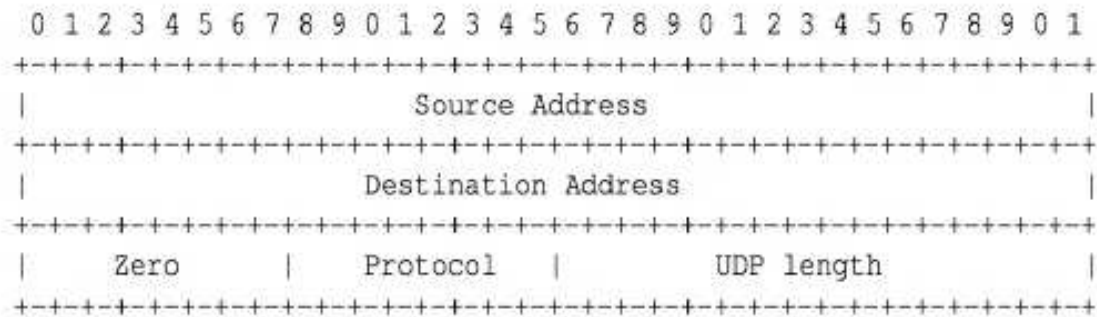 0 1 2 3 4 5 6 7 8 9 0 1 2 3 4 5 6 7 8 9 0 1 2 3 4 5 6 7 8 9 0 1
+-+-+-+-+-+-+-+-+-+-+-+-+-+-+-+-+-+-+-+-+-+-+-+-+-+-+-+-+-+-+-+-+
| Source Address |
+-+-+-+-+-+-+-+-+-+-+-+-+-+-+-+-+-+-+-+-+-+-+-+-+-+-+-+-+-+-+-+-+
| Destination Address |
+-+-+-+-+-+-+-+-+-+-+-+-+-+-+-+-+-+-+-+-+-+-+-+-+-+-+-+-+-+-+-+-+
| Zero | Protocol | UDP length |
+-+-+-+-+-+-+-+-+-+-+-+-+-+-+-+-+-+-+-+-+-+-+-+-+-+-+-+-+-+-+-+-+